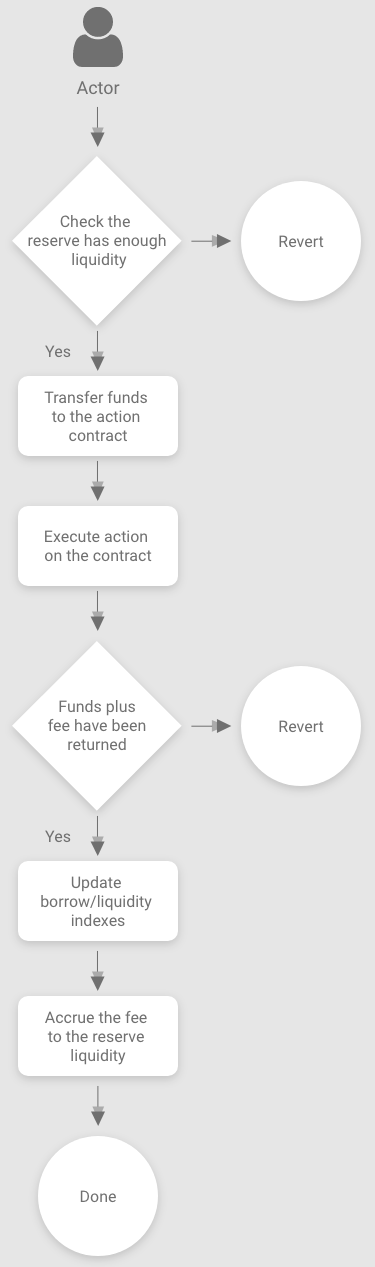 Actor
Check the
reserve has enough
liquidity
Revert
Yes
Transfer funds
to the action
contract
Execute action
on the contract
Funds plus
fee have been
returned
Revert
Yes
Update
borrow/liquidity
indexes
Accrue the fee
to the reserve
liquidity
Done